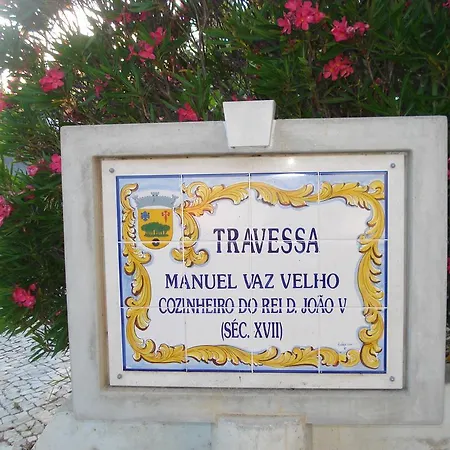 TRAVESSA
MANUEL VAZ VELHO
COZINHEIRO DO REI D. JOÃO V
(SÉC. XVII)